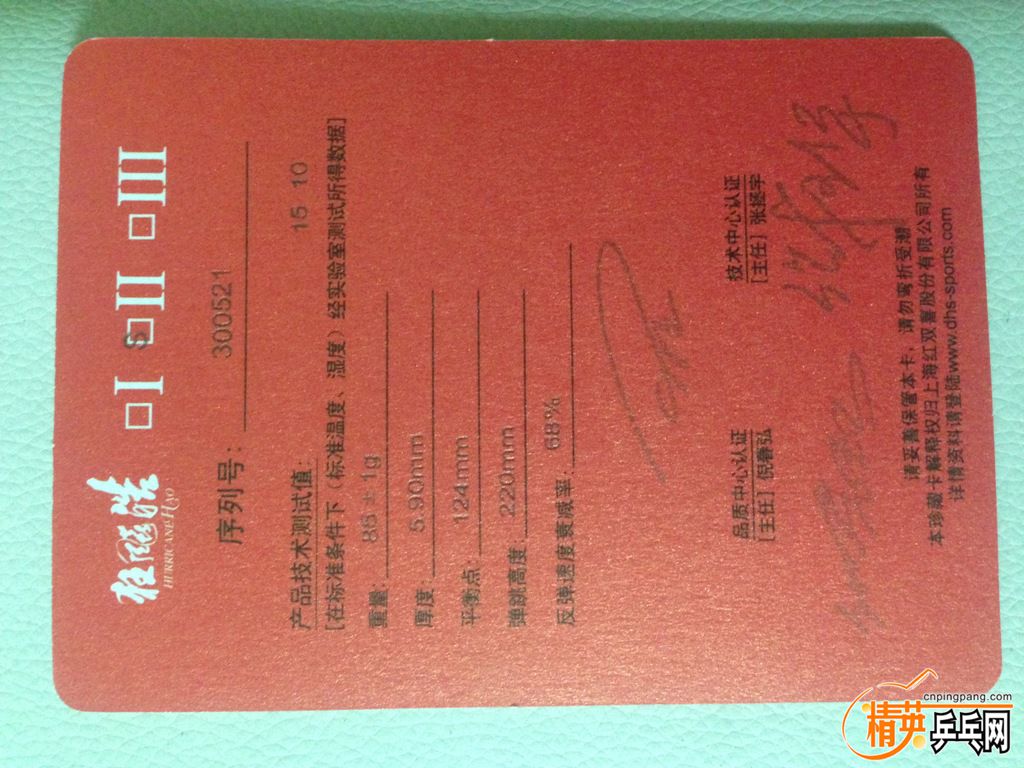 狂飚皓
HURRICANE HAO
□I □II □III
S
序列号: 300521
产品技术测试值: 15 10
[在标准条件下（标准温度、湿度）经实验室测试所得数据]
重量: 86 ± 1g
厚度: 5.90mm
平衡点: 124mm
弹跳高度: 220mm
反弹速度衰减率: 68%
品质中心认证 技术中心认证
[主任] 倪春弘 [主任] 张拯宇
请妥善保管本卡，请勿弯折受潮
本珍藏卡解释权归上海红双喜股份有限公司所有
详情资料请登陆www.dhs-sports.com
cnpingpang.com
精英乒乓网